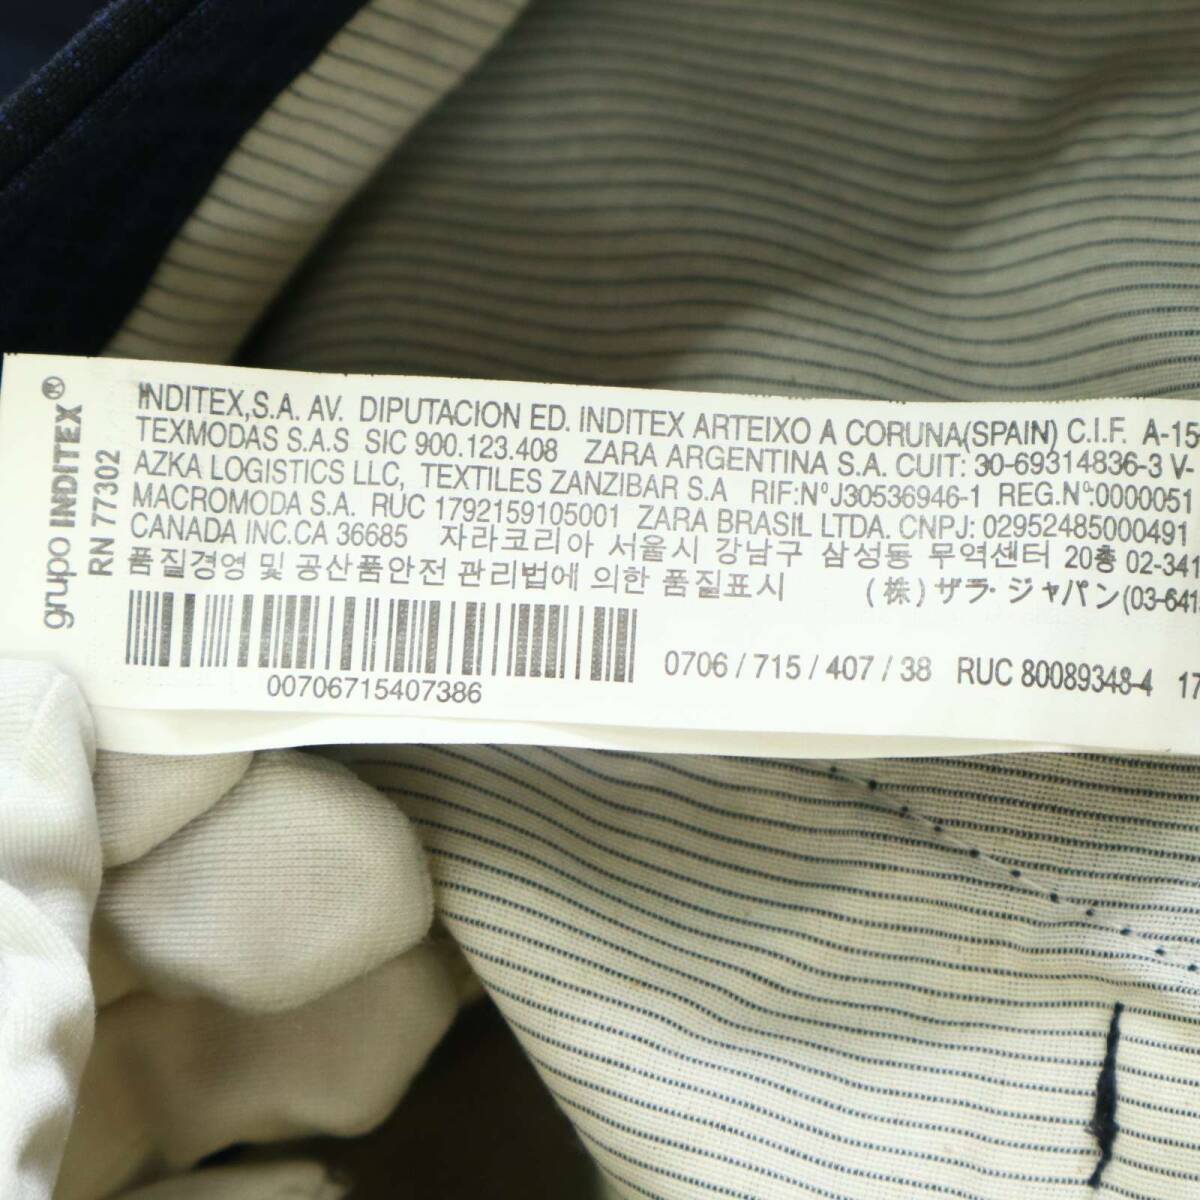 grupo INDITEX®
RN 77302
INDITEX,S.A. AV. DIPUTACION ED. INDITEX ARTEIXO A CORUNA(SPAIN) C.I.F. A-15
TEXMODAS S.A.S SIC 900.123.408 ZARA ARGENTINA S.A. CUIT: 30-69314836-3 V-
AZKA LOGISTICS LLC, TEXTILES ZANZIBAR S.A RIF:NºJ30536946-1 REG.Nº:0000051
MACROMODA S.A. RUC 1792159105001 ZARA BRASIL LTDA. CNPJ: 02952485000491
CANADA INC.CA 36685 자라코리아 서울시 강남구 삼성동 무역센터 20층 02-341
품질경영 및 공산품안전 관리법에 의한 품질표시 (株)ザラ・ジャパン(03-641
0706 / 715 / 407 / 38 RUC 80089348-4 17
00706715407386